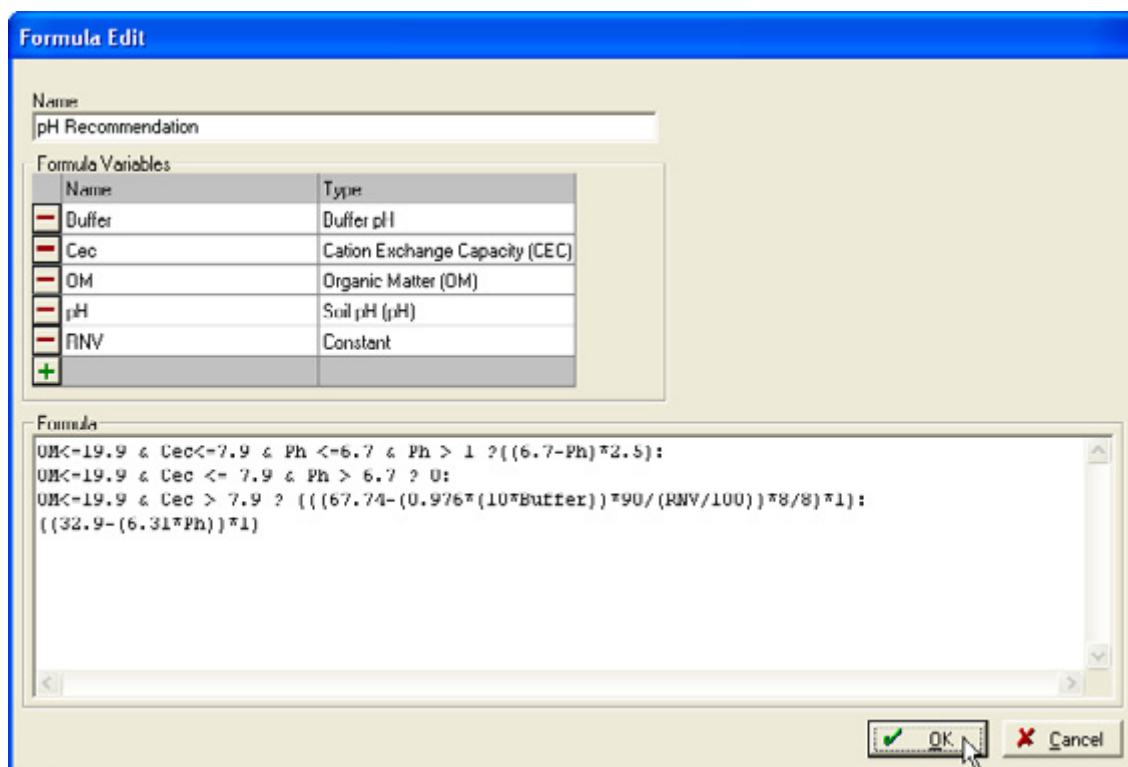 Formula Edit
Name
pH Recommendation
Formula Variables
Name Type
Buffer Buffer pH
Cec Cation Exchange Capacity (CEC)
OM Organic Matter (OM)
pH Soil pH (pH)
RNV Constant
Formula
OM<=19.9 & Cec<=7.9 & Ph <=6.7 & Ph > 1 ?((6.7-Ph)*2.5):
OM<=19.9 & Cec <= 7.9 & Ph > 6.7 ? 0:
OM<=19.9 & Cec > 7.9 ? (((67.74-(0.976*(10*Buffer))*90/(RNV/100))*8/8)*1):
((32.9-(6.31*Ph))*1)
OK Cancel